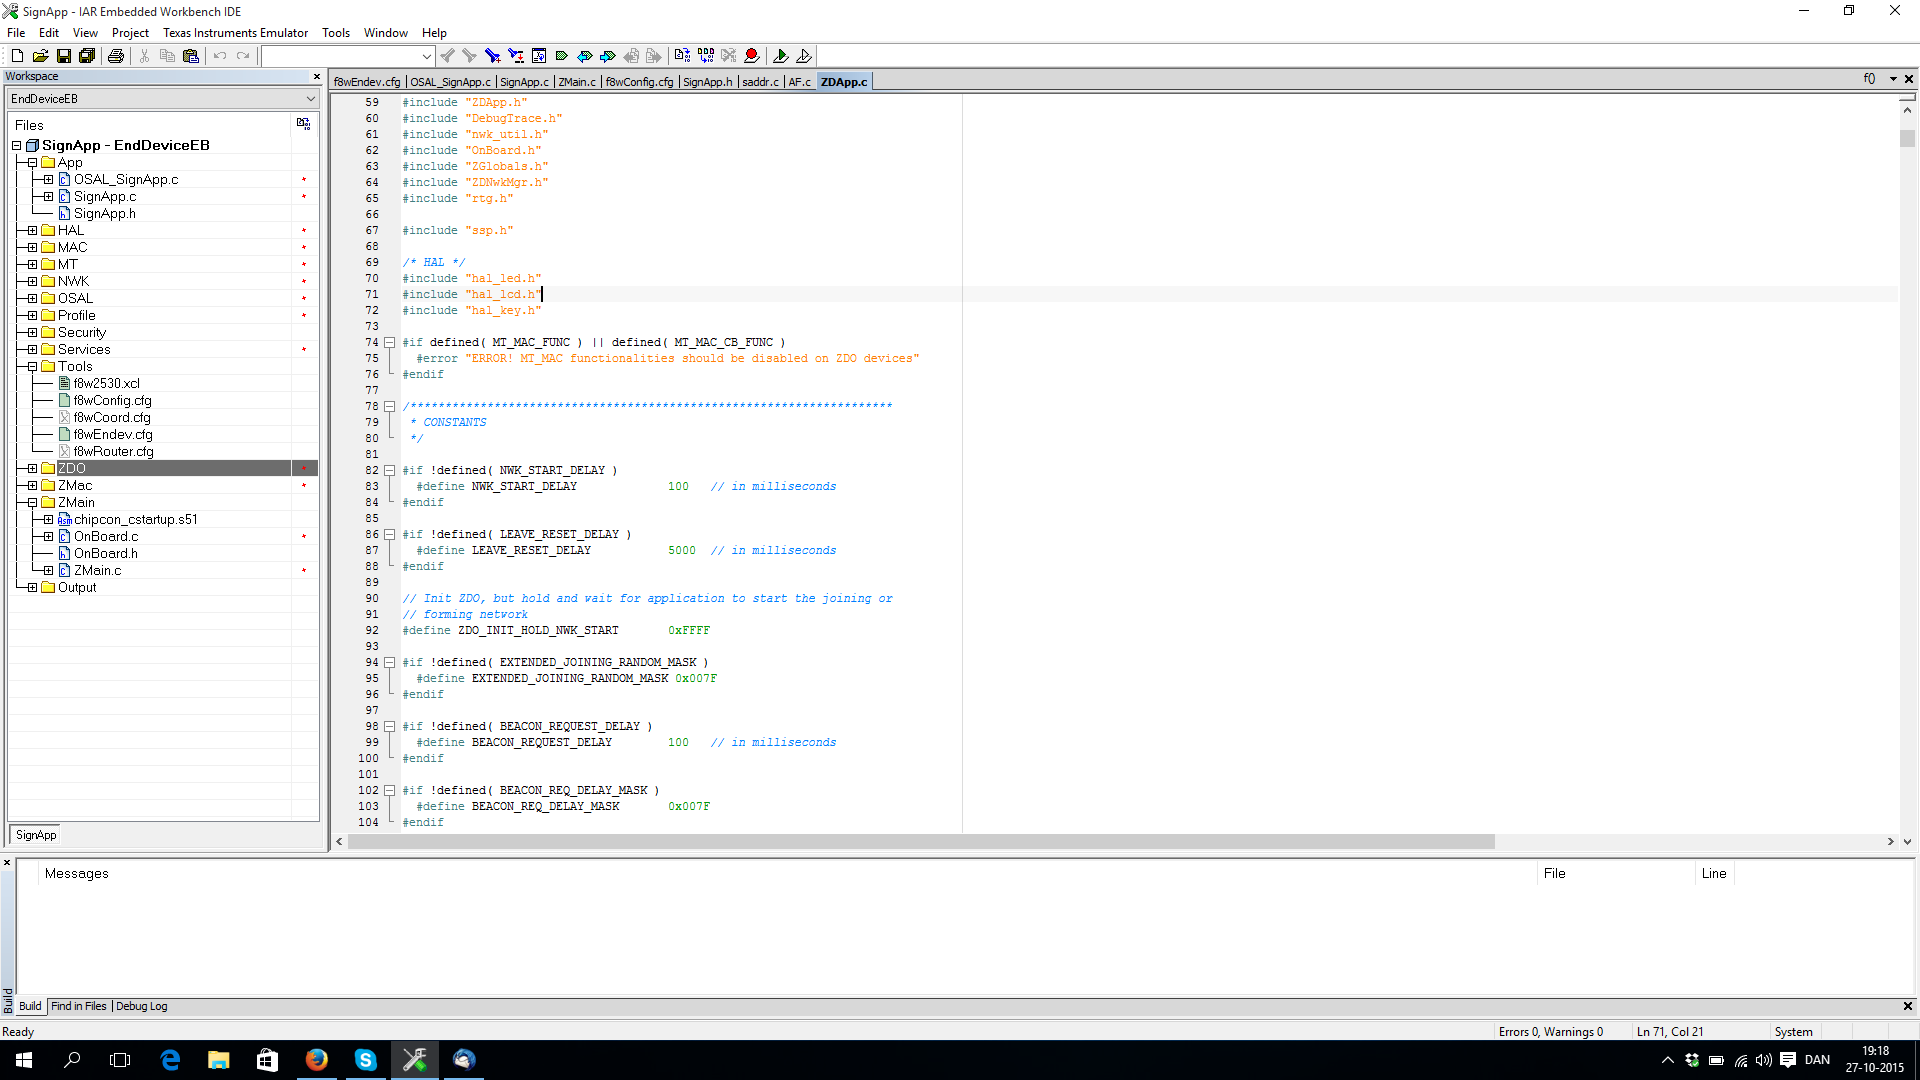 SignApp - IAR Embedded Workbench IDE
File Edit View Project Texas Instruments Emulator Tools Window Help
Workspace
EndDeviceEB
Files
SignApp - EndDeviceEB
App
OSAL_SignApp.c
SignApp.c
SignApp.h
HAL
MAC
MT
NWK
OSAL
Profile
Security
Services
Tools
f8w2530.xcl
f8wConfig.cfg
f8wCoord.cfg
f8wEndev.cfg
f8wRouter.cfg
ZDO
ZMac
ZMain
chipcon_cstartup.s51
OnBoard.c
OnBoard.h
ZMain.c
Output
SignApp
f8wEndev.cfg OSAL_SignApp.c SignApp.c ZMain.c f8wConfig.cfg SignApp.h saddr.c AF.c ZDApp.c f()
59 #include "ZDApp.h"
60 #include "DebugTrace.h"
61 #include "nwk_util.h"
62 #include "OnBoard.h"
63 #include "ZGlobals.h"
64 #include "ZDNwkMgr.h"
65 #include "rtg.h"
66
67 #include "ssp.h"
68
69 /* HAL */
70 #include "hal_led.h"
71 #include "hal_lcd.h"
72 #include "hal_key.h"
73
74 #if defined( MT_MAC_FUNC ) || defined( MT_MAC_CB_FUNC )
75 #error "ERROR! MT_MAC functionalities should be disabled on ZDO devices"
76 #endif
77
78 /*********************************************************************
79 * CONSTANTS
80 */
81
82 #if !defined( NWK_START_DELAY )
83 #define NWK_START_DELAY 100 // in milliseconds
84 #endif
85
86 #if !defined( LEAVE_RESET_DELAY )
87 #define LEAVE_RESET_DELAY 5000 // in milliseconds
88 #endif
89
90 // Init ZDO, but hold and wait for application to start the joining or
91 // forming network
92 #define ZDO_INIT_HOLD_NWK_START 0xFFFF
93
94 #if !defined( EXTENDED_JOINING_RANDOM_MASK )
95 #define EXTENDED_JOINING_RANDOM_MASK 0x007F
96 #endif
97
98 #if !defined( BEACON_REQUEST_DELAY )
99 #define BEACON_REQUEST_DELAY 100 // in milliseconds
100 #endif
101
102 #if !defined( BEACON_REQ_DELAY_MASK )
103 #define BEACON_REQ_DELAY_MASK 0x007F
104 #endif
Messages File Line
Build
Build Find in Files Debug Log
Ready Errors 0, Warnings 0 Ln 71, Col 21 System
DAN 19:18
27-10-2015